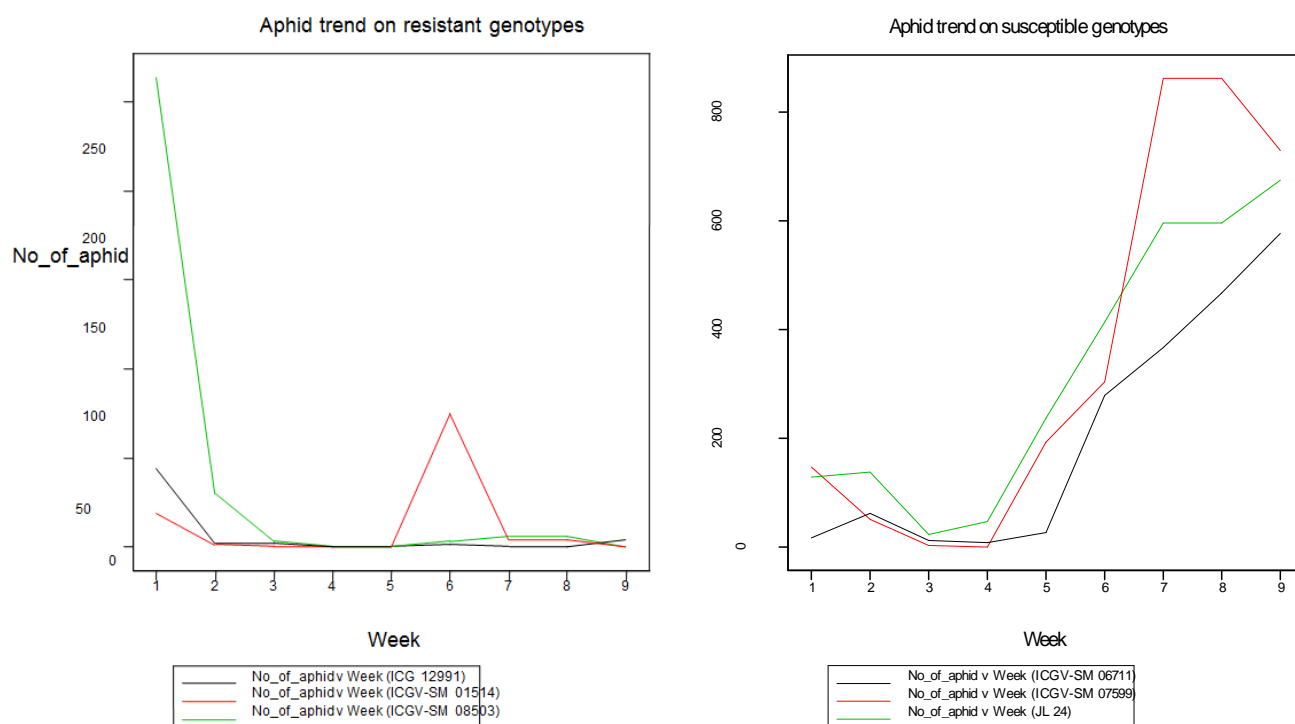 Aphid trend on resistant genotypes
250
200
No_of_aphid
150
100
50
0
1 2 3 4 5 6 7 8 9
Week
No_of_aphid v Week (ICG 12991)
No_of_aphid v Week (ICGV-SM 01514)
No_of_aphid v Week (ICGV-SM 08503)
Aphid trend on susceptible genotypes
800
600
400
200
0
1 2 3 4 5 6 7 8 9
Week
No_of_aphid v Week (ICGV-SM 06711)
No_of_aphid v Week (ICGV-SM 07599)
No_of_aphid v Week (JL 24)